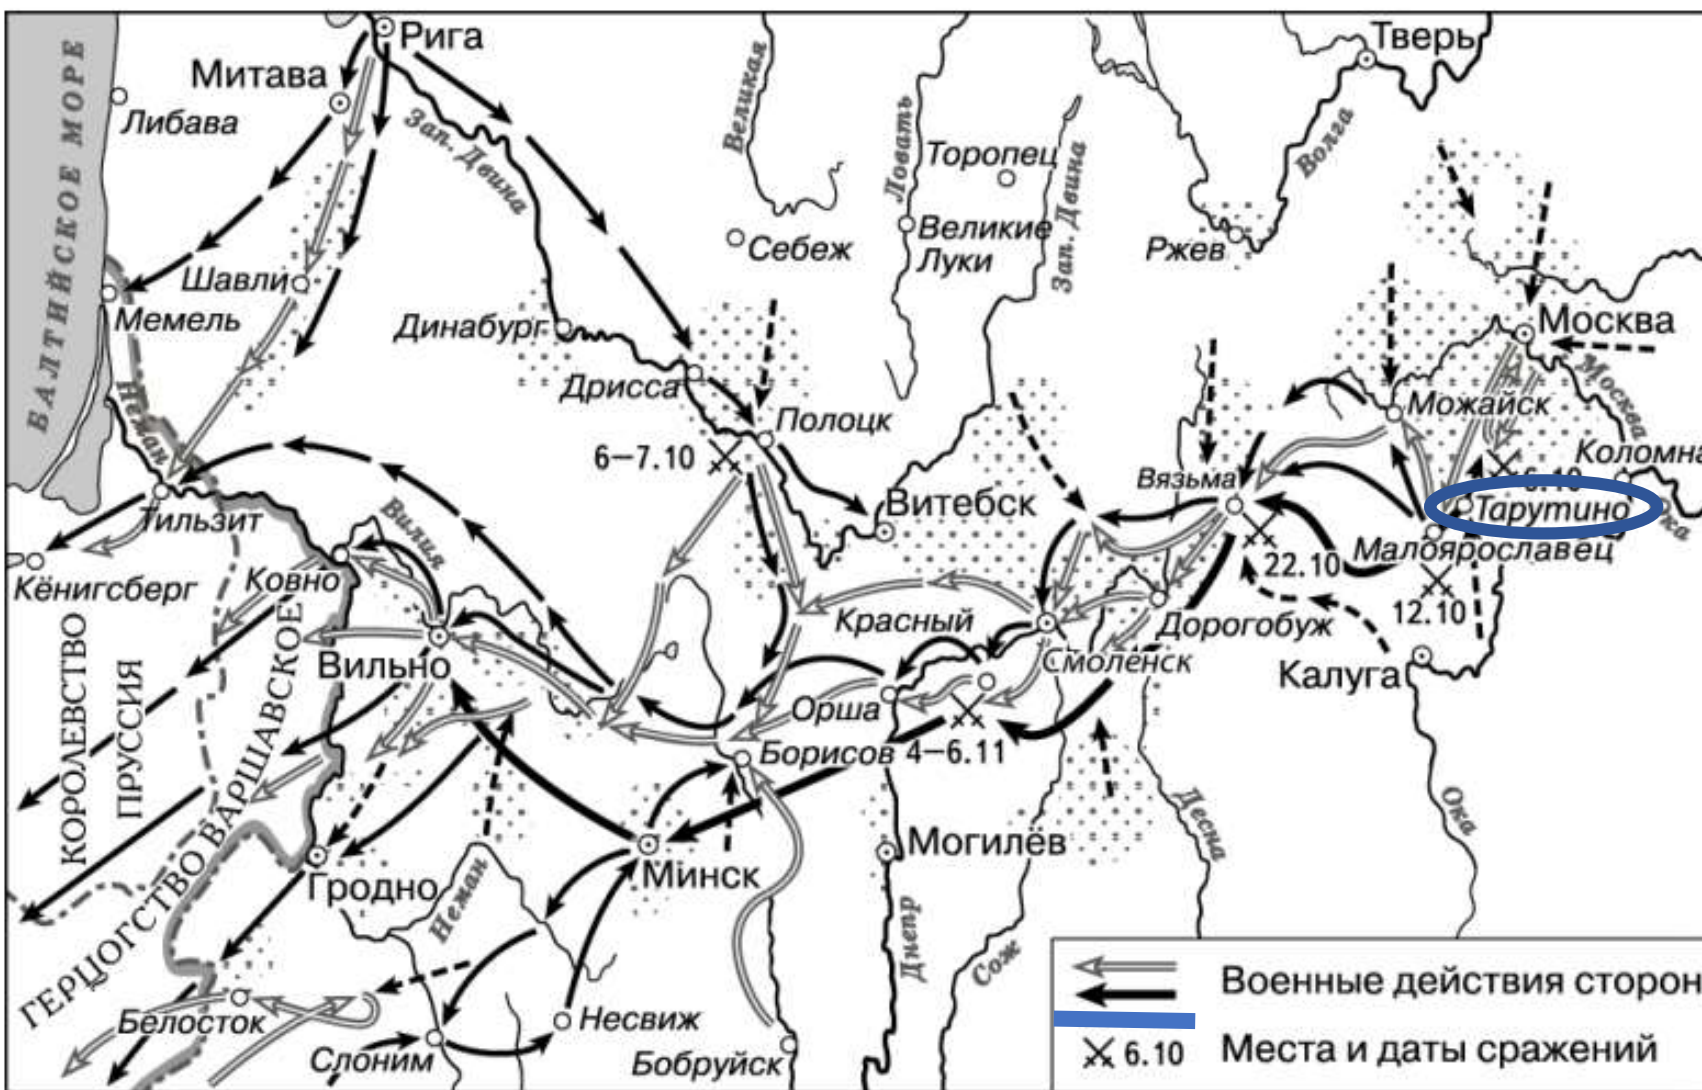 Рига
Тверь
Митава
Либава
БАЛТИЙСКОЕ МОРЕ
Зап. Двина
Великая
Ловать
Торопец
Зап. Двина
Волга
Себеж
Великие
Луки
Ржев
Шавли
Мемель
Динабург
Москва
Дрисса
Полоцк
Можайск
Москва
Неман
6–7.10
Коломна
Вязьма
6.10
Тильзит
Вилия
Витебск
Тарутино
Ока
Малоярославец
Кёнигсберг
Ковно
22.10
12.10
Красный
Дорогобуж
Вильно
Смоленск
Калуга
КОРОЛЕВСТВО
ПРУССИЯ
Орша
Борисов
4–6.11
ГЕРЦОГСТВО ВАРШАВСКОЕ
Десна
Ока
Гродно
Неман
Минск
Могилёв
Днепр
Сож
Белосток
Слоним
Несвиж
Бобруйск
Военные действия сторон
6.10 Места и даты сражений